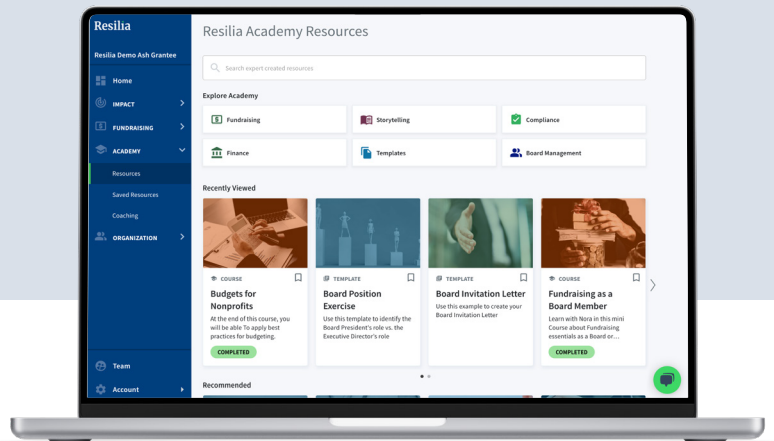 Resilia
Resilia Demo Ash Grantee
Home
IMPACT
FUNDRAISING
ACADEMY
Resources
Saved Resources
Coaching
ORGANIZATION
Team
Account
Resilia Academy Resources
Search expert created resources
Explore Academy
Fundraising
Storytelling
Compliance
Finance
Templates
Board Management
Recently Viewed
COURSE
Budgets for
Nonprofits
At the end of this course, you
will be able To apply best
practices for budgeting.
COMPLETED
TEMPLATE
Board Position
Exercise
Use this template to identify the
Board President's role vs. the
Executive Director's role
TEMPLATE
Board Invitation Letter
Use this example to create your
Board Invitation Letter
COURSE
Fundraising as a
Board Member
Learn with Nora in this mini
Course about Fundraising
essentials as a Board or...
COMPLETED
Recommended